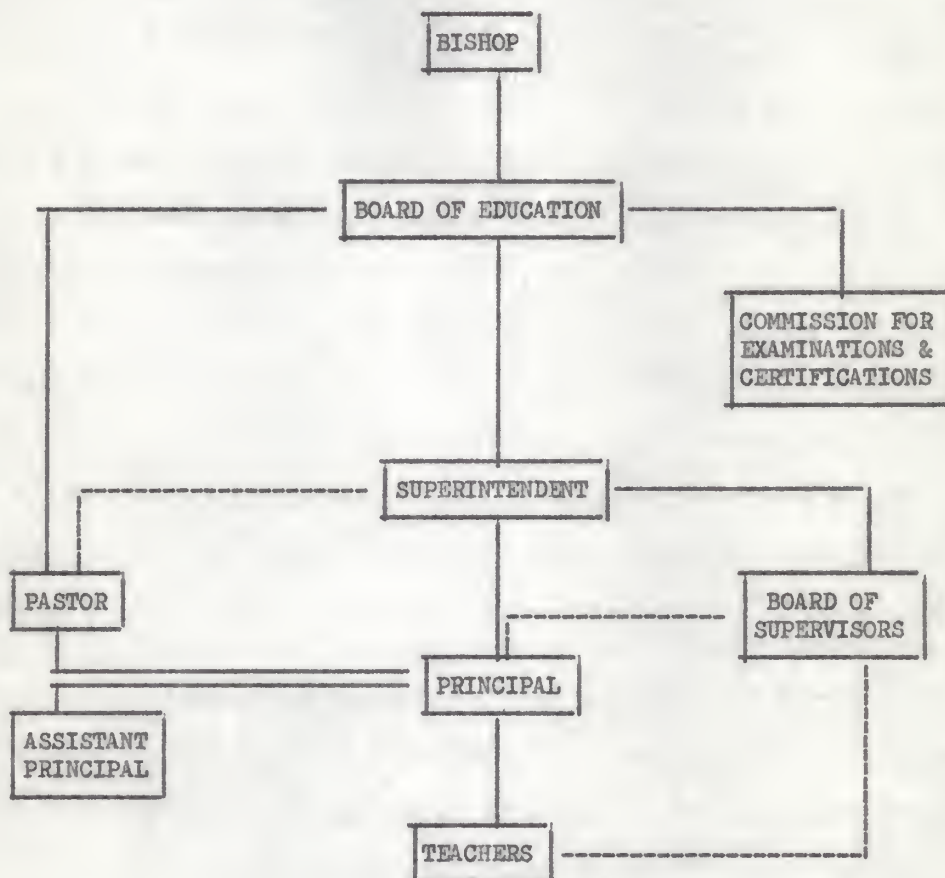 BISHOP
BOARD OF EDUCATION
COMMISSION FOR
EXAMINATIONS &
CERTIFICATIONS
SUPERINTENDENT
PASTOR
BOARD OF
SUPERVISORS
PRINCIPAL
ASSISTANT
PRINCIPAL
TEACHERS